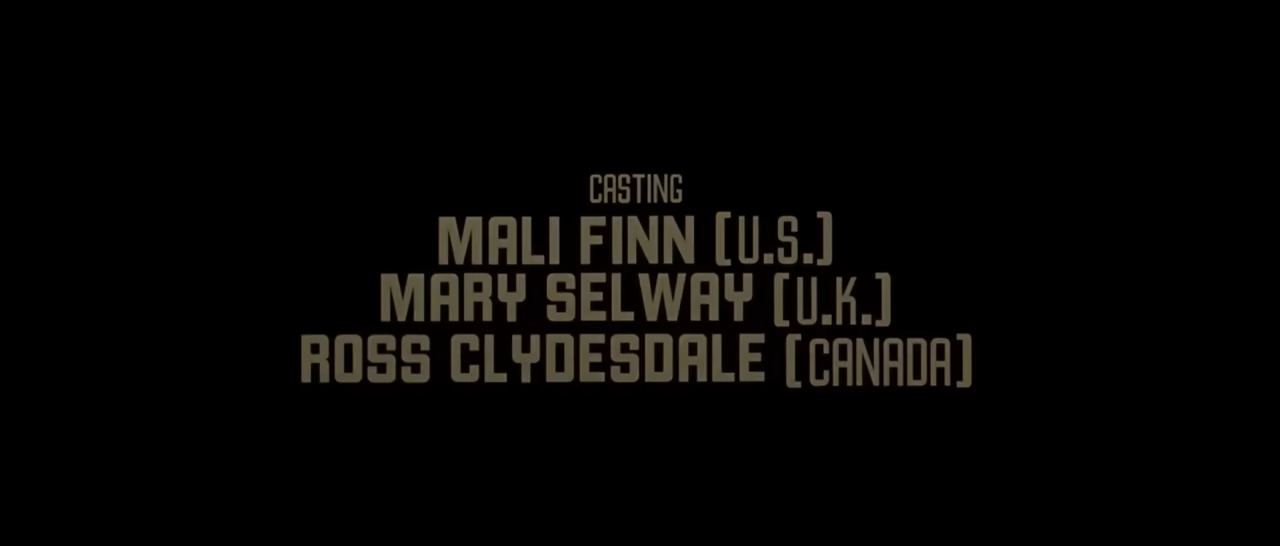 CASTING
MALI FINN [U.S.]
MARY SELWAY [U.K.]
ROSS CLYDESDALE [CANADA]